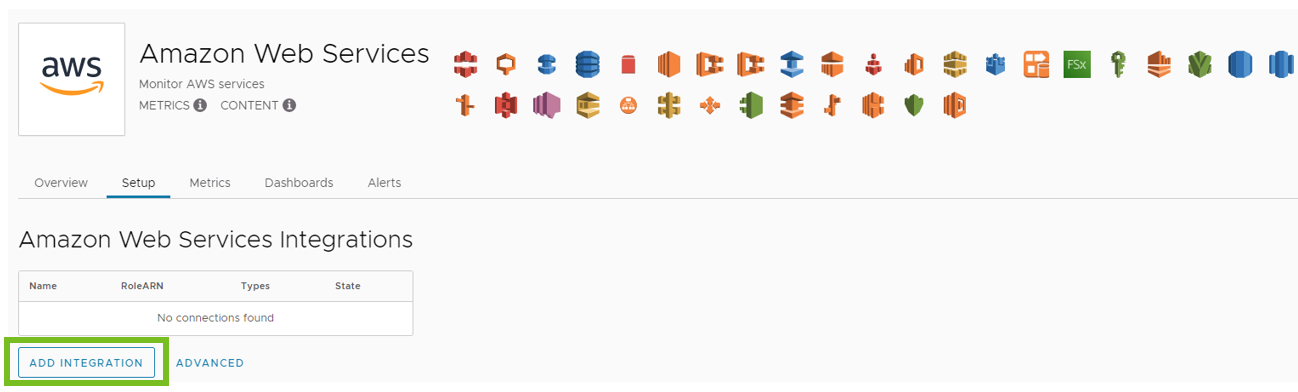 aws
Amazon Web Services
Monitor AWS services
METRICS CONTENT
FSx
Overview Setup Metrics Dashboards Alerts
Amazon Web Services Integrations
Name RoleARN Types State
No connections found
ADD INTEGRATION ADVANCED